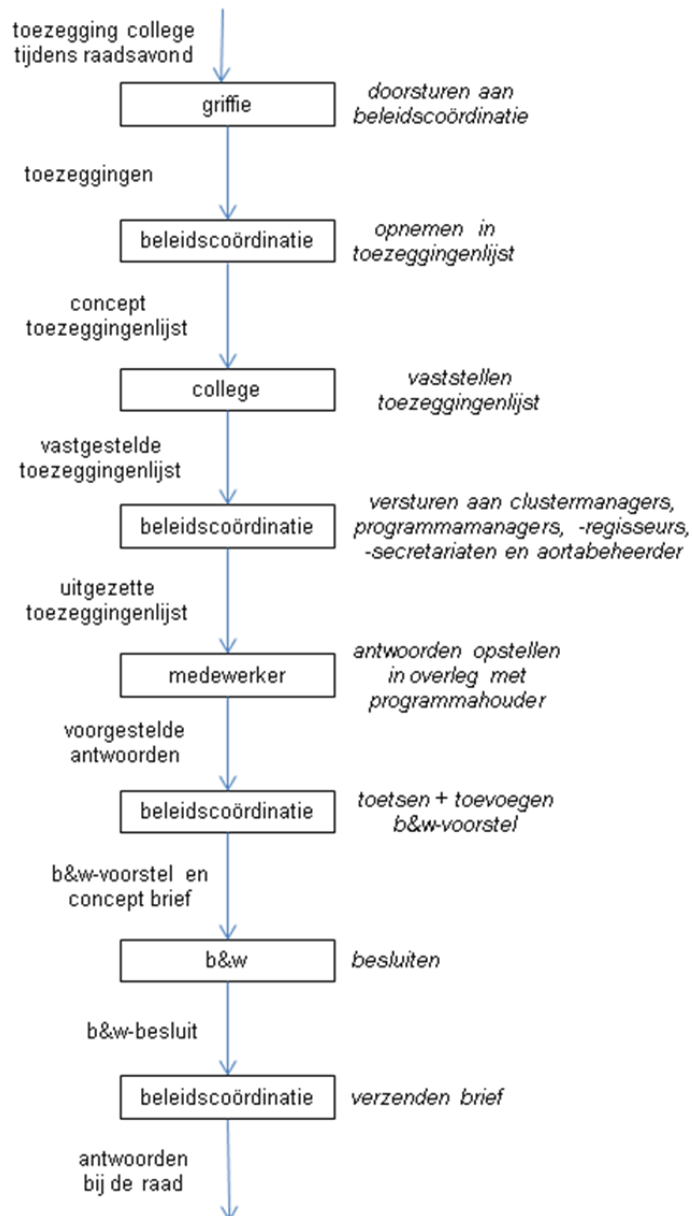 toezegging college
tijdens raadsavond
griffie
doorsturen aan
beleidscoördinatie
toezeggingen
beleidscoördinatie
opnemen in
toezeggingenlijst
concept
toezeggingenlijst
college
vaststellen
toezeggingenlijst
vastgestelde
toezeggingenlijst
beleidscoördinatie
versturen aan clustermanagers,
programmamanagers, -regisseurs,
-secretariaten en aortabeheerder
uitgezette
toezeggingenlijst
medewerker
antwoorden opstellen
in overleg met
programmahouder
voorgestelde
antwoorden
beleidscoördinatie
toetsen + toevoegen
b&w-voorstel
b&w-voorstel en
concept brief
b&w
besluiten
b&w-besluit
beleidscoördinatie
verzenden brief
antwoorden
bij de raad